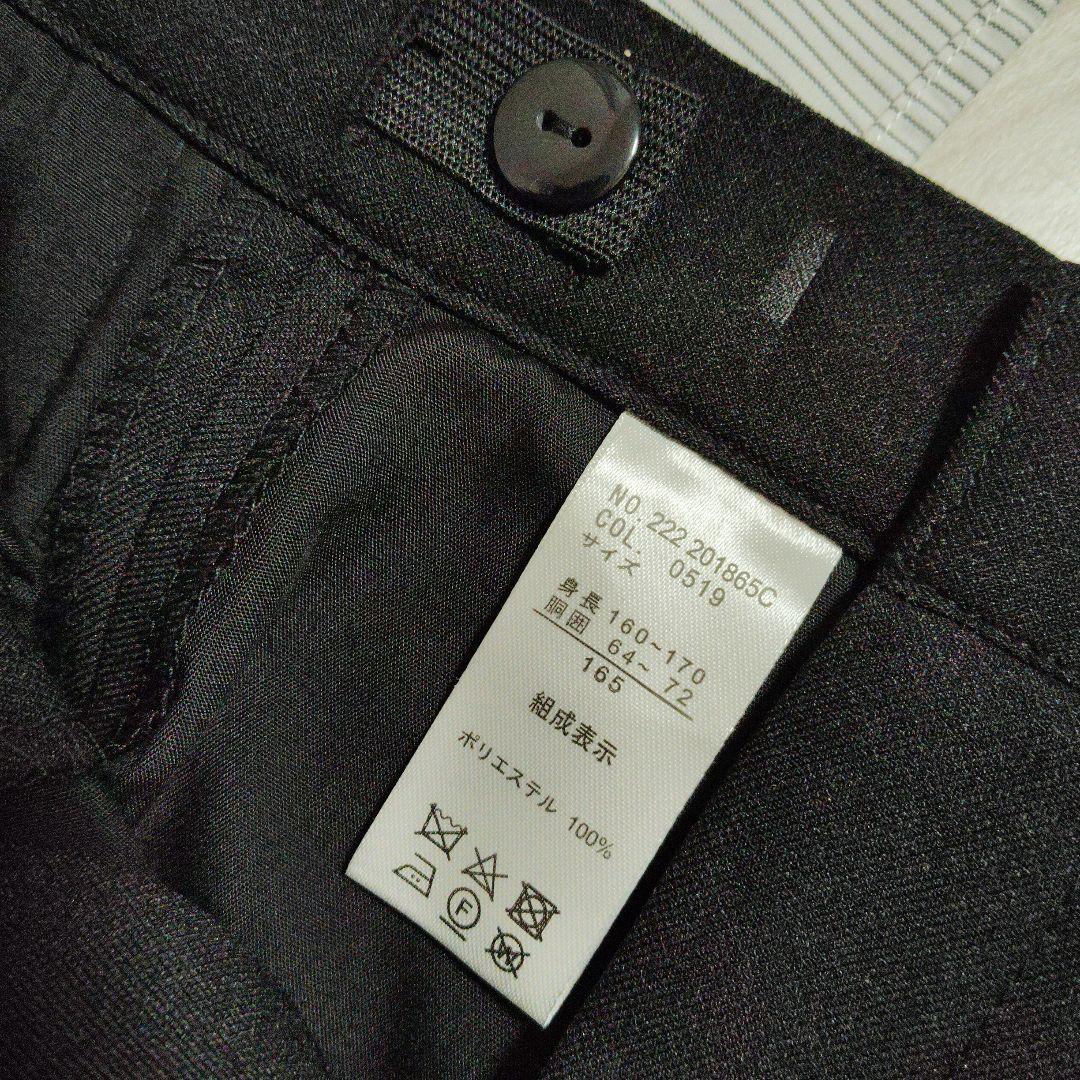 NO: 222 201865C
COL. 0519
サイズ
身長 160~170
胴囲 64~ 72
165
組成表示
ポリエステル 100%
F
W